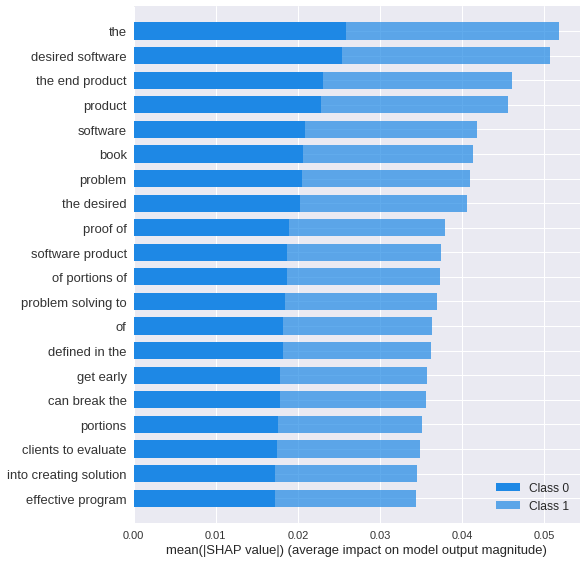 the
desired software
the end product
product
software
book
problem
the desired
proof of
software product
of portions of
problem solving to
of
defined in the
get early
can break the
portions
clients to evaluate
into creating solution
effective program
Class 0
Class 1
0.00 0.01 0.02 0.03 0.04 0.05
mean(|SHAP value|) (average impact on model output magnitude)